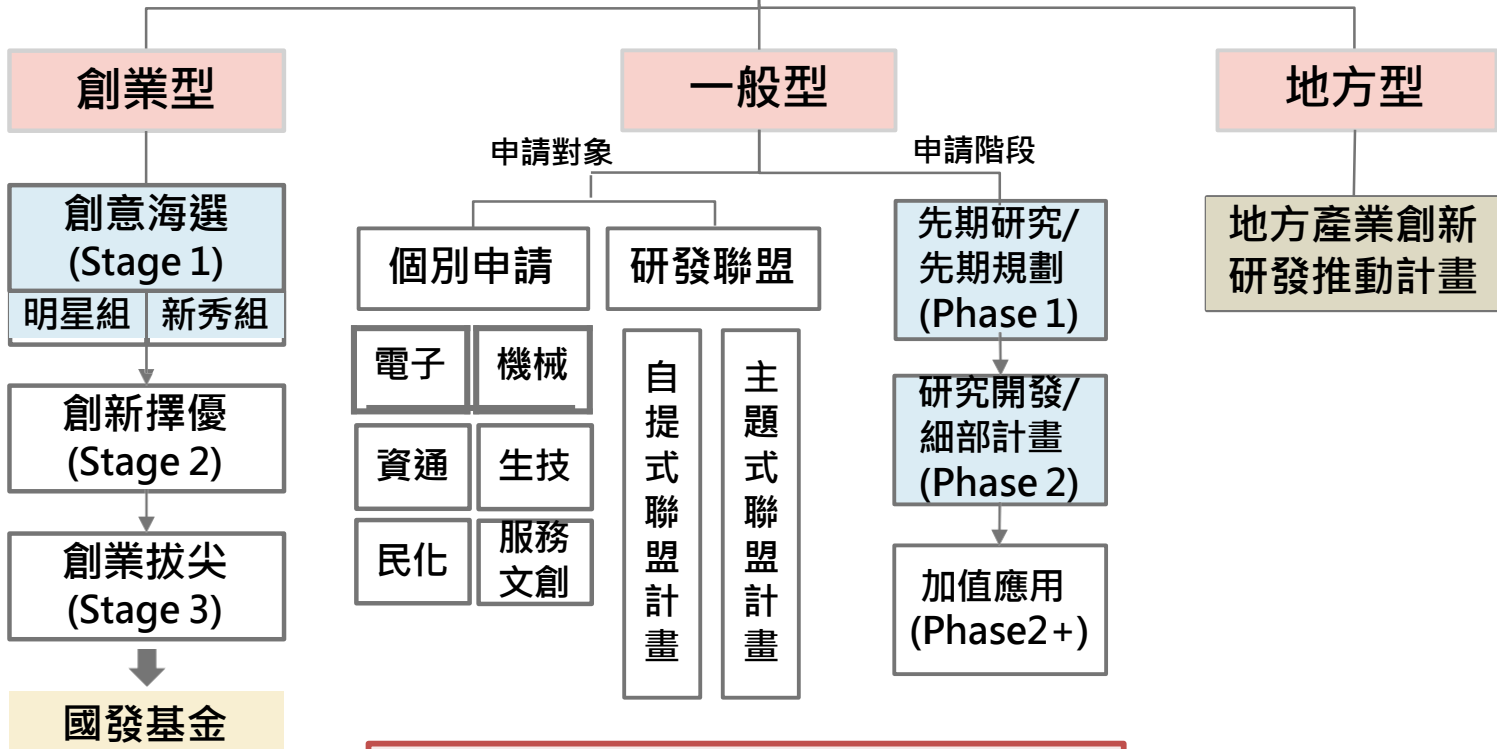 創業型
創意海選
(Stage 1)
明星組
新秀組
創新擇優
(Stage 2)
創業拔尖
(Stage 3)
國發基金
一般型
申請對象
申請階段
個別申請
研發聯盟
電子
機械
資通
生技
民化
服務
文創
自提式聯盟計畫
主題式聯盟計畫
先期研究/
先期規劃
(Phase 1)
研究開發/
細部計畫
(Phase 2)
加值應用
(Phase2+)
地方型
地方產業創新
研發推動計畫